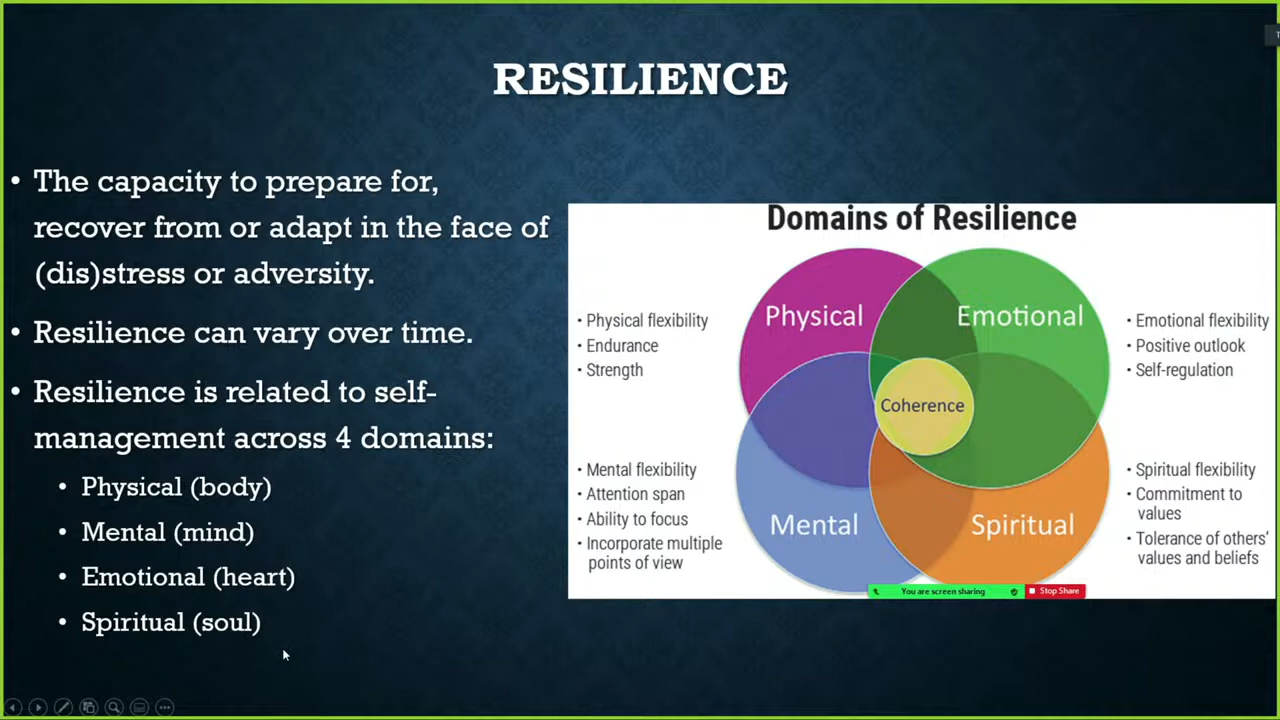 RESILIENCE
• The capacity to prepare for,
recover from or adapt in the face of
(dis)stress or adversity.
• Resilience can vary over time.
• Resilience is related to self-
management across 4 domains:
• Physical (body)
• Mental (mind)
• Emotional (heart)
• Spiritual (soul)
Domains of Resilience
Physical
Emotional
• Physical flexibility
• Endurance
• Strength
• Emotional flexibility
• Positive outlook
• Self-regulation
Coherence
• Mental flexibility
• Attention span
• Ability to focus
• Incorporate multiple
points of view
Mental
Spiritual
• Spiritual flexibility
• Commitment to
values
• Tolerance of others’
values and beliefs
You are screen sharing
Stop Share